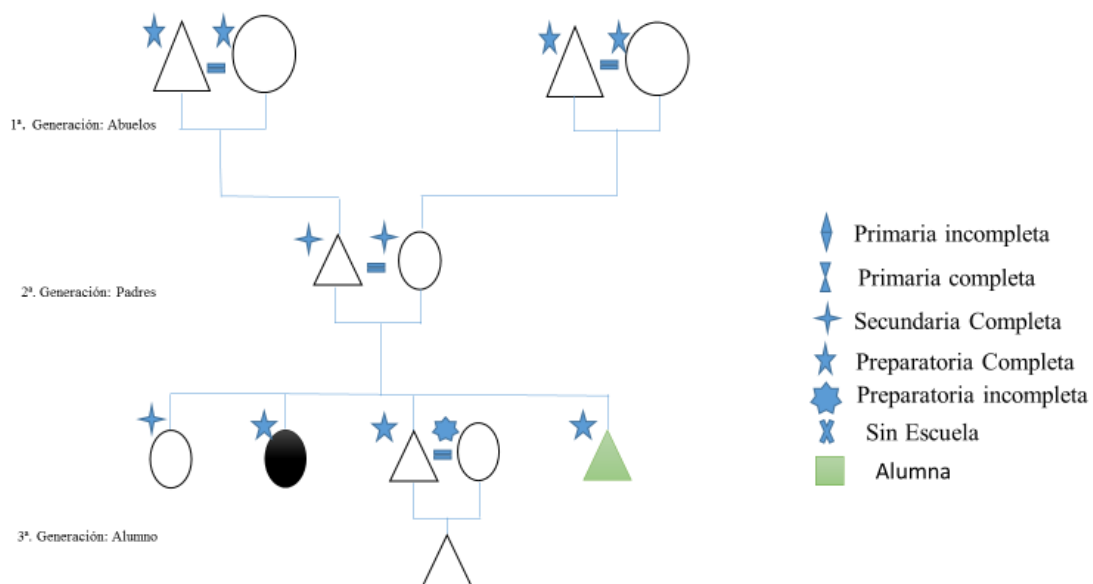 1ª. Generación: Abuelos
2ª. Generación: Padres
3ª. Generación: Alumno
Primaria incompleta
Primaria completa
Secundaria Completa
Preparatoria Completa
Preparatoria incompleta
Sin Escuela
Alumna